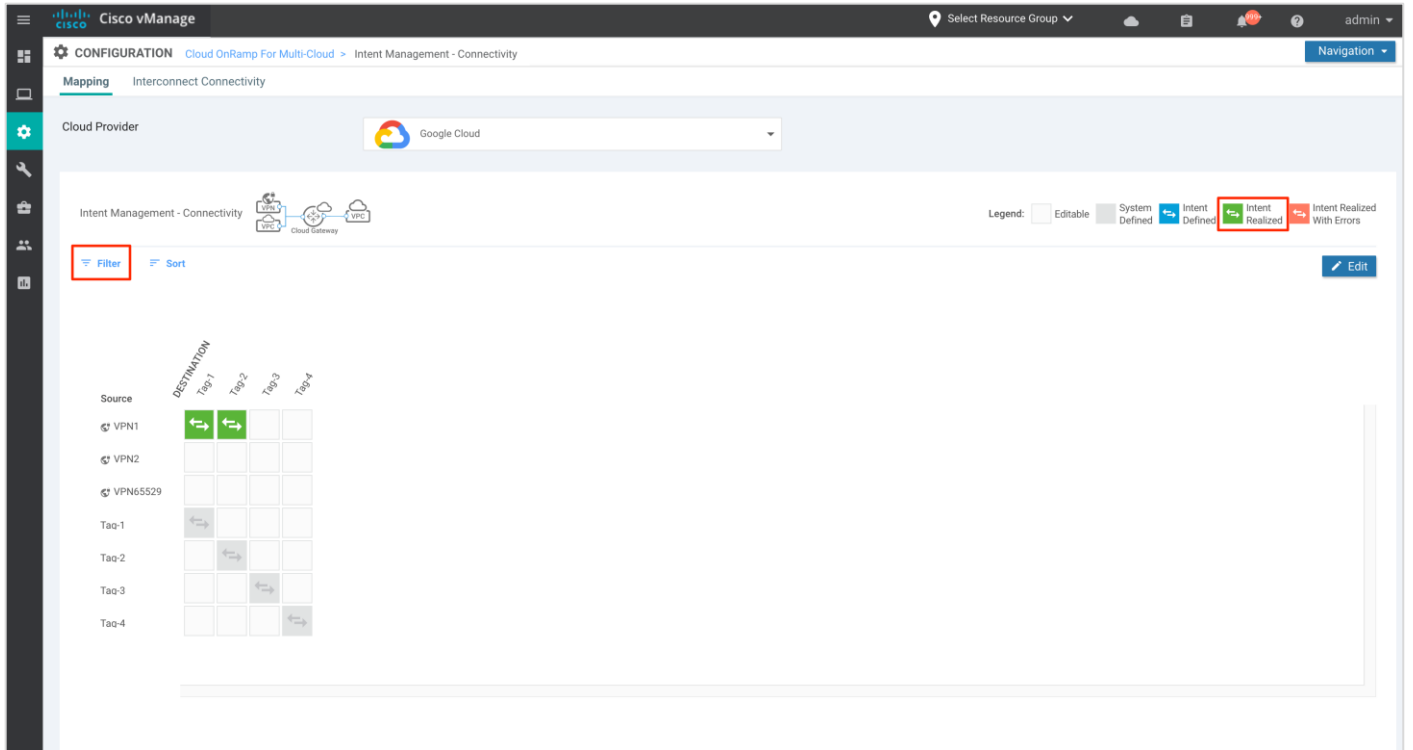 cisco Cisco vManage Select Resource Group 999+ admin
CONFIGURATION Cloud OnRamp For Multi-Cloud > Intent Management - Connectivity Navigation
Mapping Interconnect Connectivity
Cloud Provider Google Cloud
Intent Management - Connectivity VPN VPC Cloud Gateway VPC Legend: Editable System Defined Intent Defined Intent Realized Intent Realized With Errors
Filter Sort Edit
DESTINATION Tag-1 Tag-2 Tag-3 Tag-4
Source
VPN1
VPN2
VPN65529
Tag-1
Tag-2
Tag-3
Tag-4